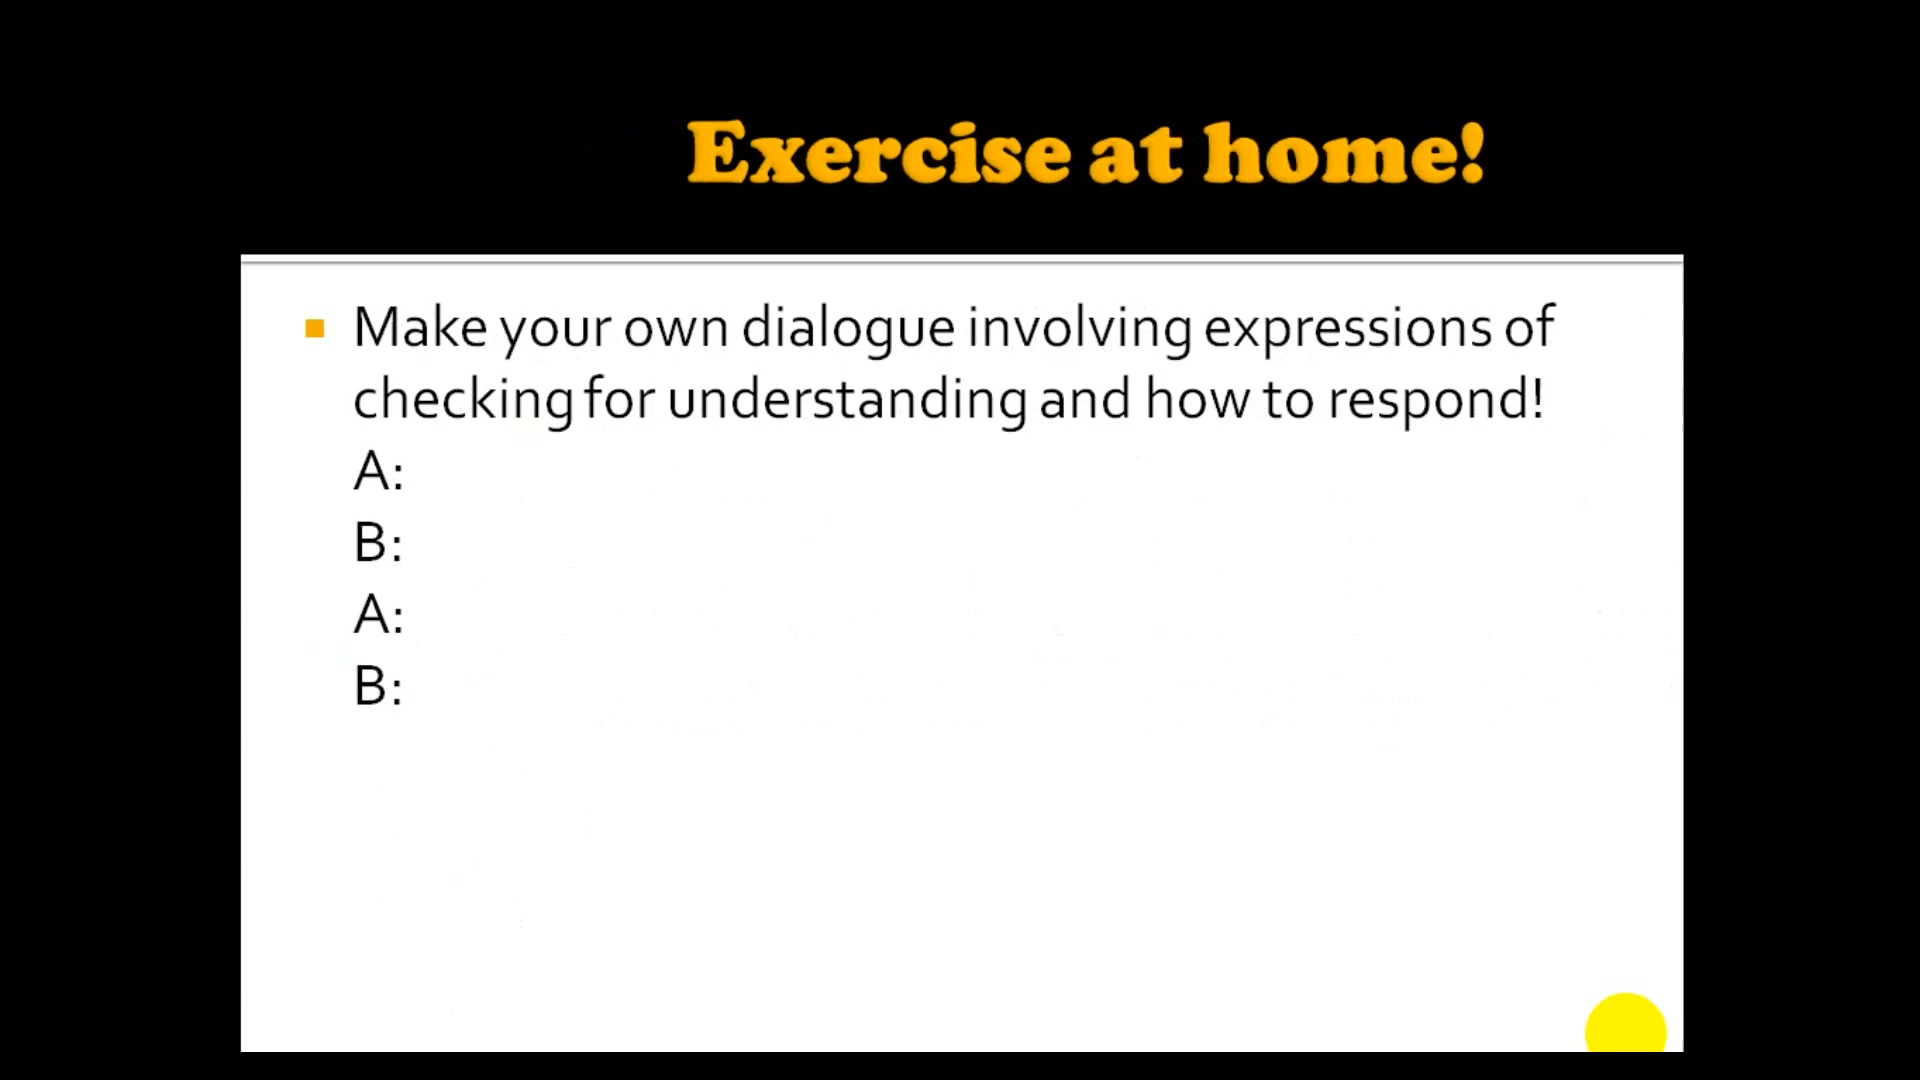 Exercise at home!
Make your own dialogue involving expressions of
checking for understanding and how to respond!
A:
B:
A:
B: